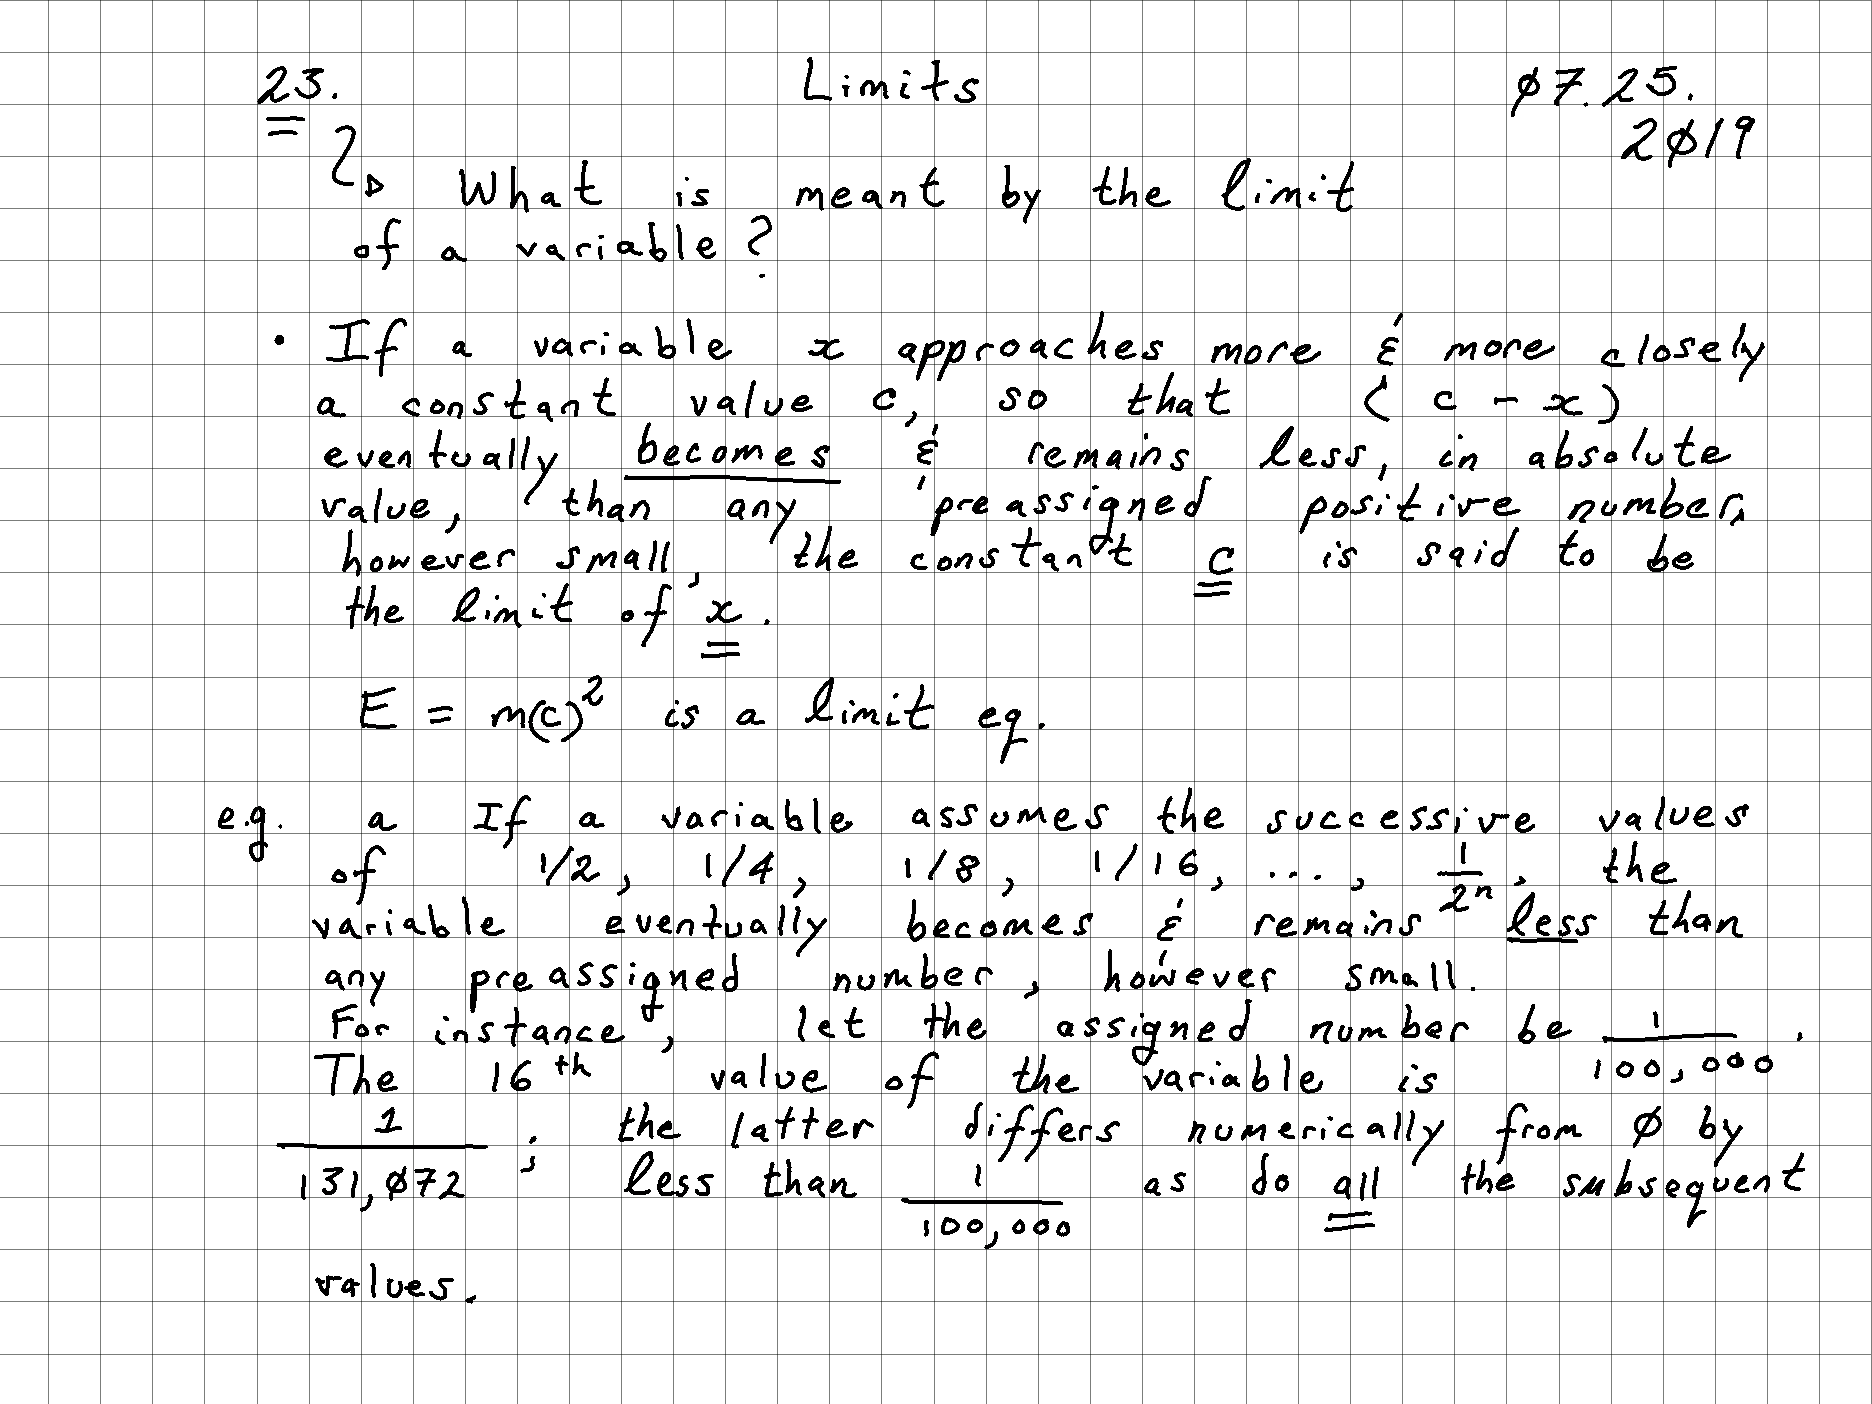 23. Limits ø7.25.
2ø19
What is meant by the limit
of a variable?
• If a variable x approaches more & more closely
a constant value c, so that (c - x)
eventually becomes & remains less, in absolute
value, than any preassigned positive number,
however small, the constant c is said to be
the limit of x.
E = m(c)² is a limit eq.
e.g. a If a variable assumes the successive values
of 1/2, 1/4, 1/8, 1/16, ..., 1/2ⁿ, the
variable eventually becomes & remains less than
any preassigned number, however small.
For instance, let the assigned number be 1/100,000.
The 16th value of the variable is
1/131,ø72; the latter differs numerically from ø by
less than 1/100,000 as do all the subsequent
values.